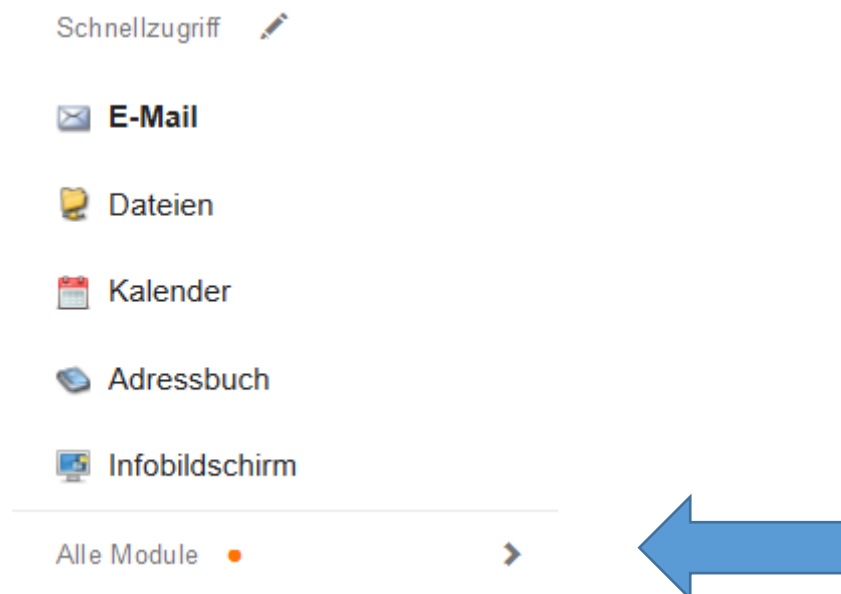 Schnellzugriff
E-Mail
Dateien
Kalender
Adressbuch
Infobildschirm
Alle Module